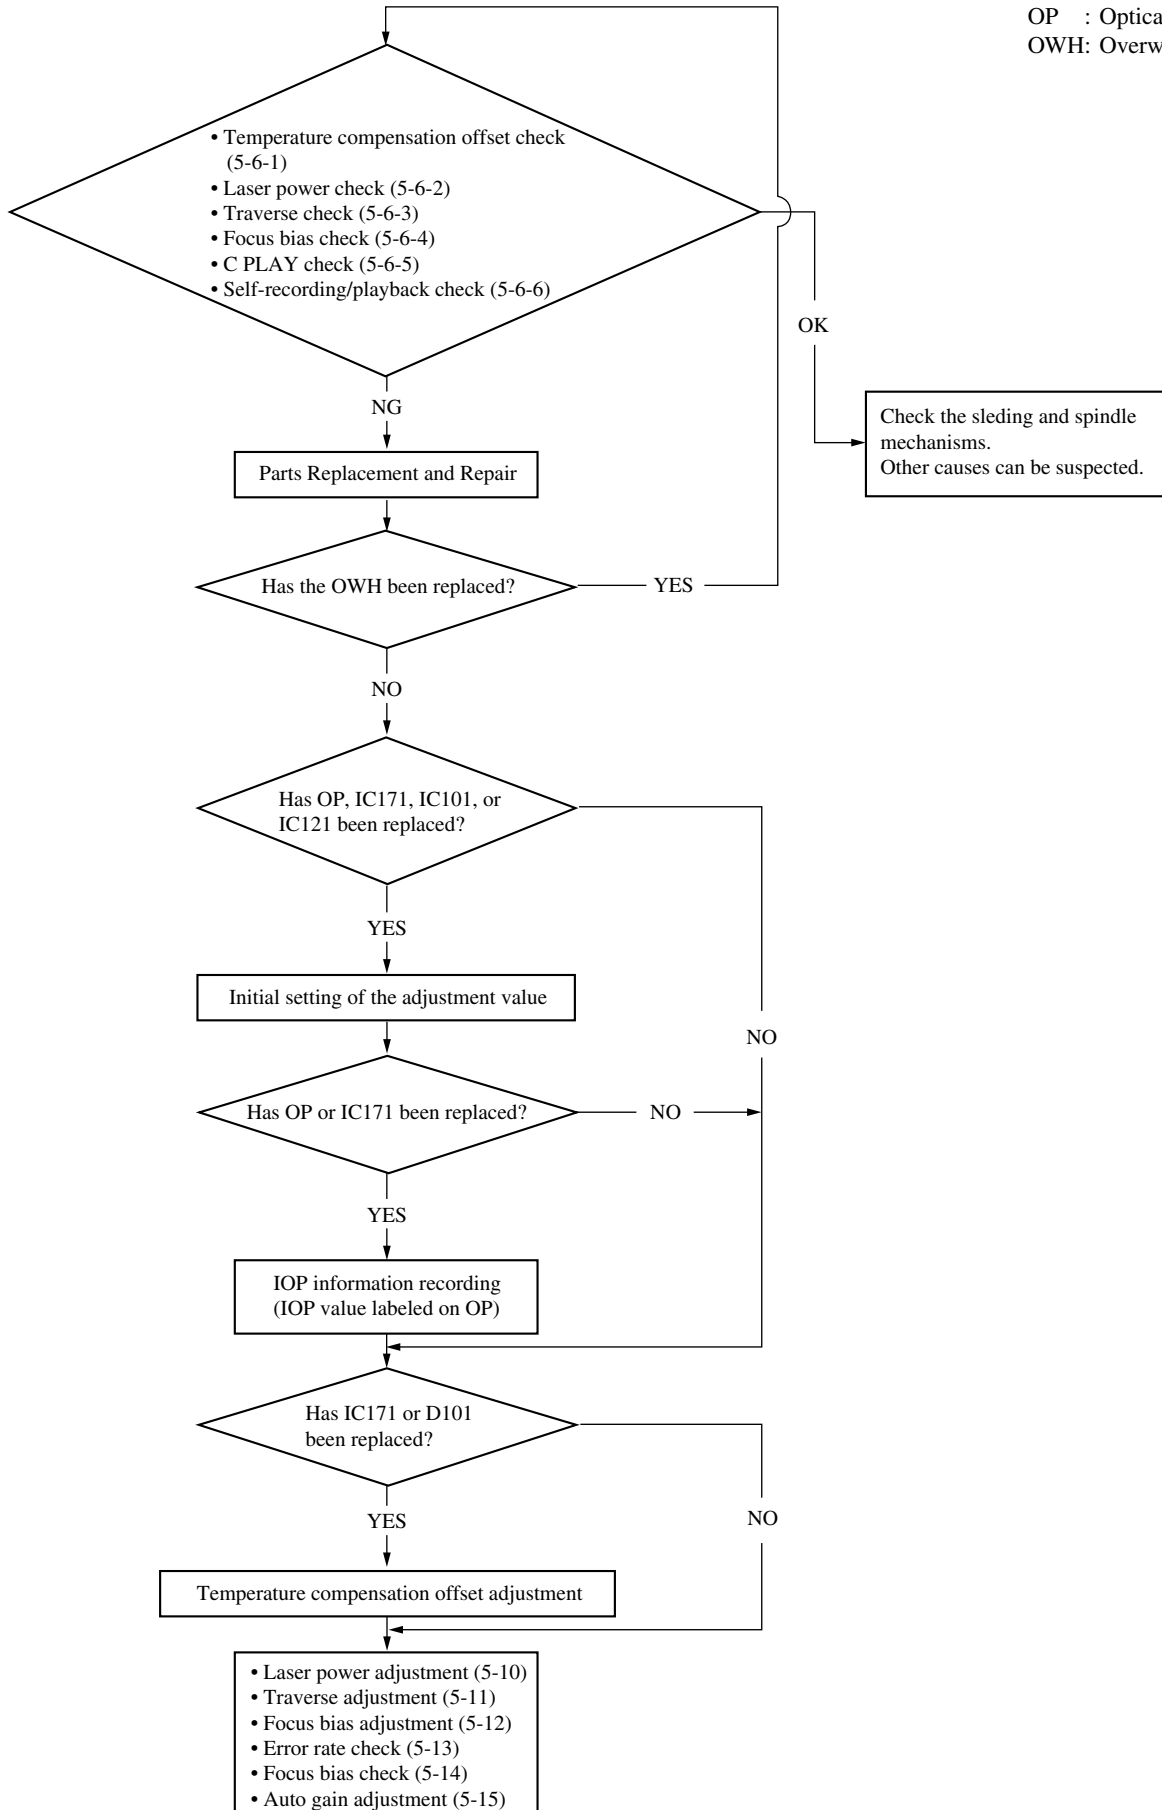 OP : Optica
OWH: Overw
• Temperature compensation offset check
(5-6-1)
• Laser power check (5-6-2)
• Traverse check (5-6-3)
• Focus bias check (5-6-4)
• C PLAY check (5-6-5)
• Self-recording/playback check (5-6-6)
OK
NG
Check the sleding and spindle
mechanisms.
Other causes can be suspected.
Parts Replacement and Repair
Has the OWH been replaced?
YES
NO
Has OP, IC171, IC101, or
IC121 been replaced?
YES
Initial setting of the adjustment value
NO
Has OP or IC171 been replaced?
NO
YES
IOP information recording
(IOP value labeled on OP)
Has IC171 or D101
been replaced?
YES
NO
Temperature compensation offset adjustment
• Laser power adjustment (5-10)
• Traverse adjustment (5-11)
• Focus bias adjustment (5-12)
• Error rate check (5-13)
• Focus bias check (5-14)
• Auto gain adjustment (5-15)